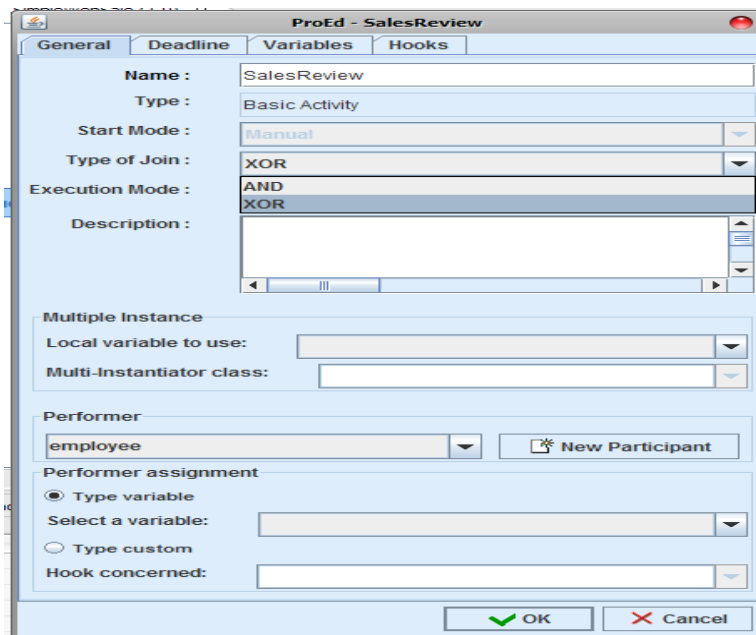 ProEd - SalesReview
General Deadline Variables Hooks
Name : SalesReview
Type : Basic Activity
Start Mode : Manual
Type of Join : XOR
Execution Mode : AND
XOR
Description :
Multiple Instance
Local variable to use:
Multi-Instantiator class:
Performer
employee New Participant
Performer assignment
Type variable
Select a variable:
Type custom
Hook concerned:
OK Cancel